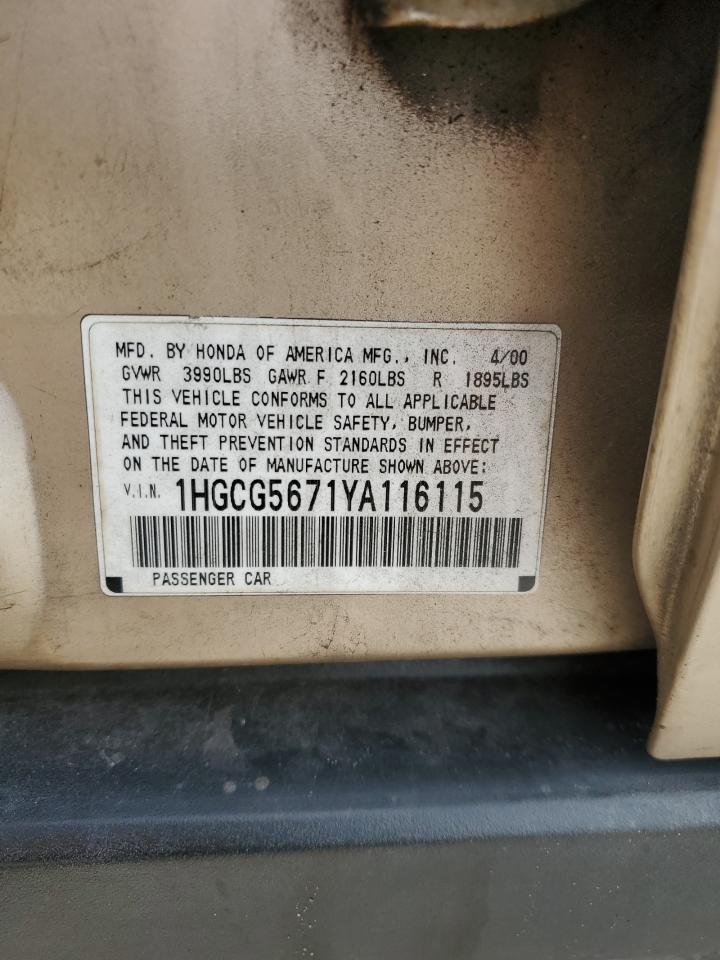 MFD. BY HONDA OF AMERICA MFG., INC. 4/00
GVWR 3990LBS GAWR F 2160LBS R 1895LBS
THIS VEHICLE CONFORMS TO ALL APPLICABLE
FEDERAL MOTOR VEHICLE SAFETY, BUMPER,
AND THEFT PREVENTION STANDARDS IN EFFECT
ON THE DATE OF MANUFACTURE SHOWN ABOVE:
V.I.N. 1HGCG5671YA116115
PASSENGER CAR